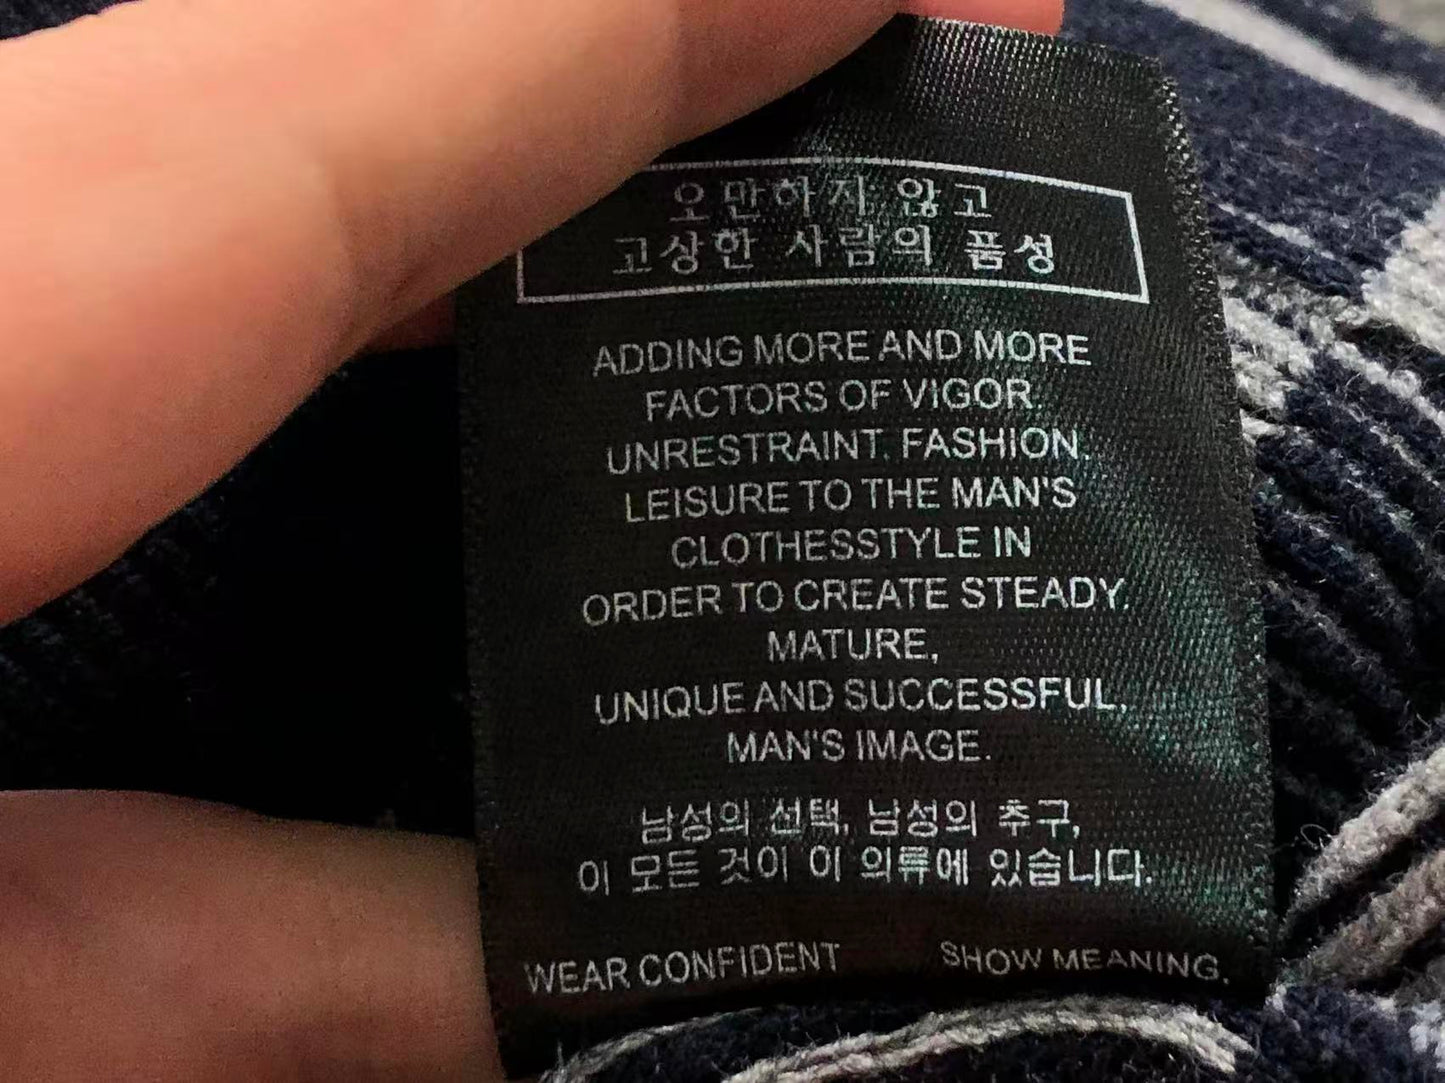 오만하지 않고
고상한 사람의 품성
ADDING MORE AND MORE
FACTORS OF VIGOR.
UNRESTRAINT. FASHION.
LEISURE TO THE MAN'S
CLOTHESSTYLE IN
ORDER TO CREATE STEADY.
MATURE,
UNIQUE AND SUCCESSFUL,
MAN'S IMAGE.
남성의 선택, 남성의 추구,
이 모든 것이 이 의류에 있습니다.
WEAR CONFIDENT SHOW MEANING.